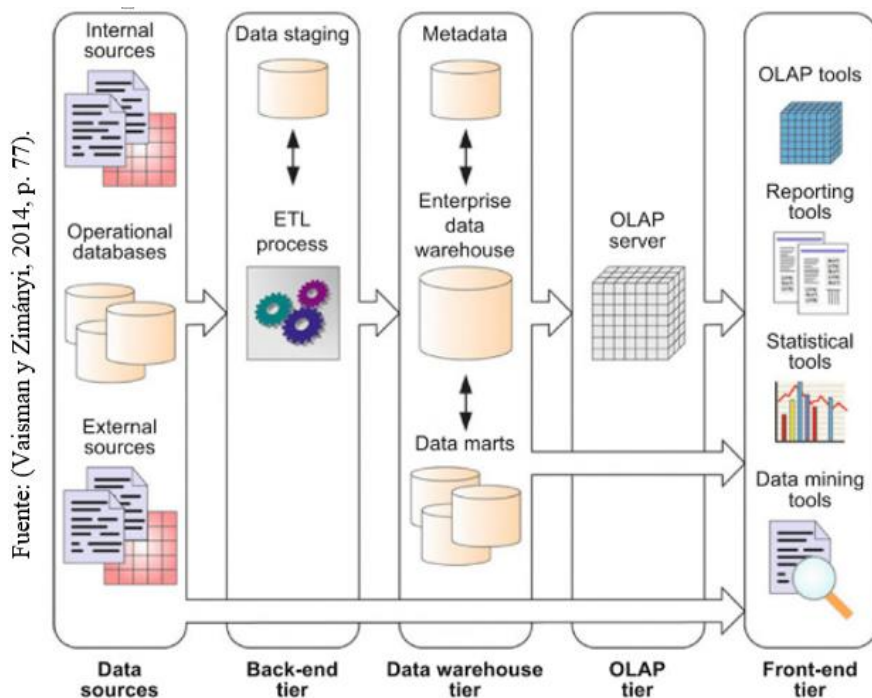 Fuente: (Vaisman y Zimányi, 2014, p. 77).
Internal
sources
Operational
databases
External
sources
Data
sources
Data staging
ETL
process
Back-end
tier
Metadata
Enterprise
data
warehouse
Data marts
Data warehouse
tier
OLAP
server
OLAP
tier
OLAP tools
Reporting
tools
Statistical
tools
Data mining
tools
Front-end
tier